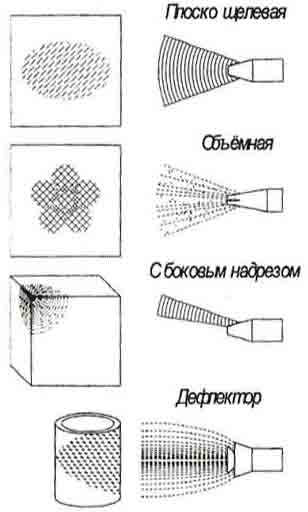 Плоско щелевая
Объёмная
С боковым надрезом
Дефлектор